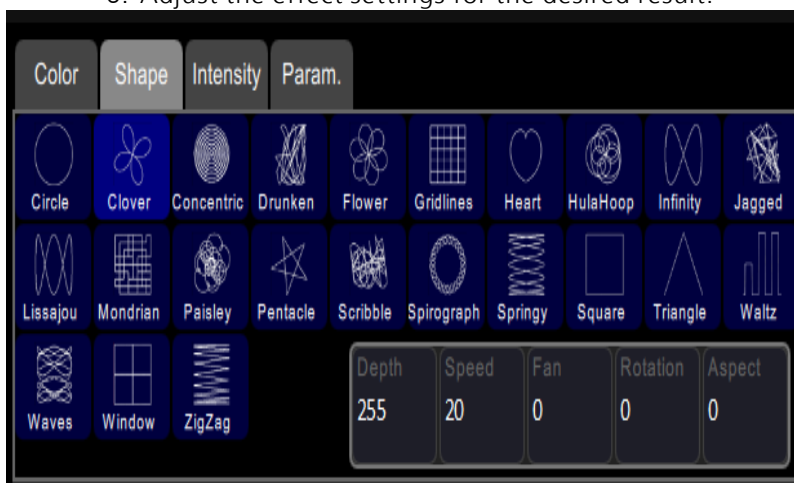 6. Adjust the effect settings for the desired result.
Color Shape Intensity Param.
Circle Clover Concentric Drunken Flower Gridlines Heart HulaHoop Infinity Jagged
Lissajou Mondrian Paisley Pentacle Scribble Spirograph Springy Square Triangle Waltz
Depth Speed Fan Rotation Aspect
255 20 0 0 0
Waves Window ZigZag